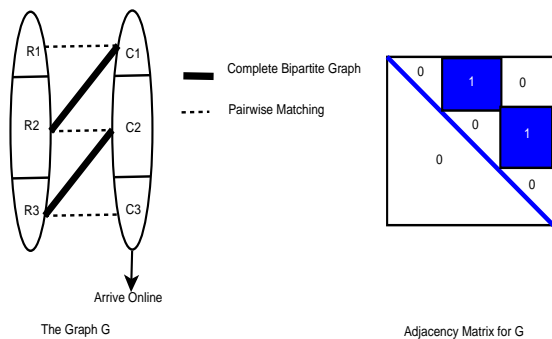 R1
C1
R2
C2
R3
C3
Complete Bipartite Graph
Pairwise Matching
Arrive Online
The Graph G
0
1
0
0
1
0
0
Adjacency Matrix for G